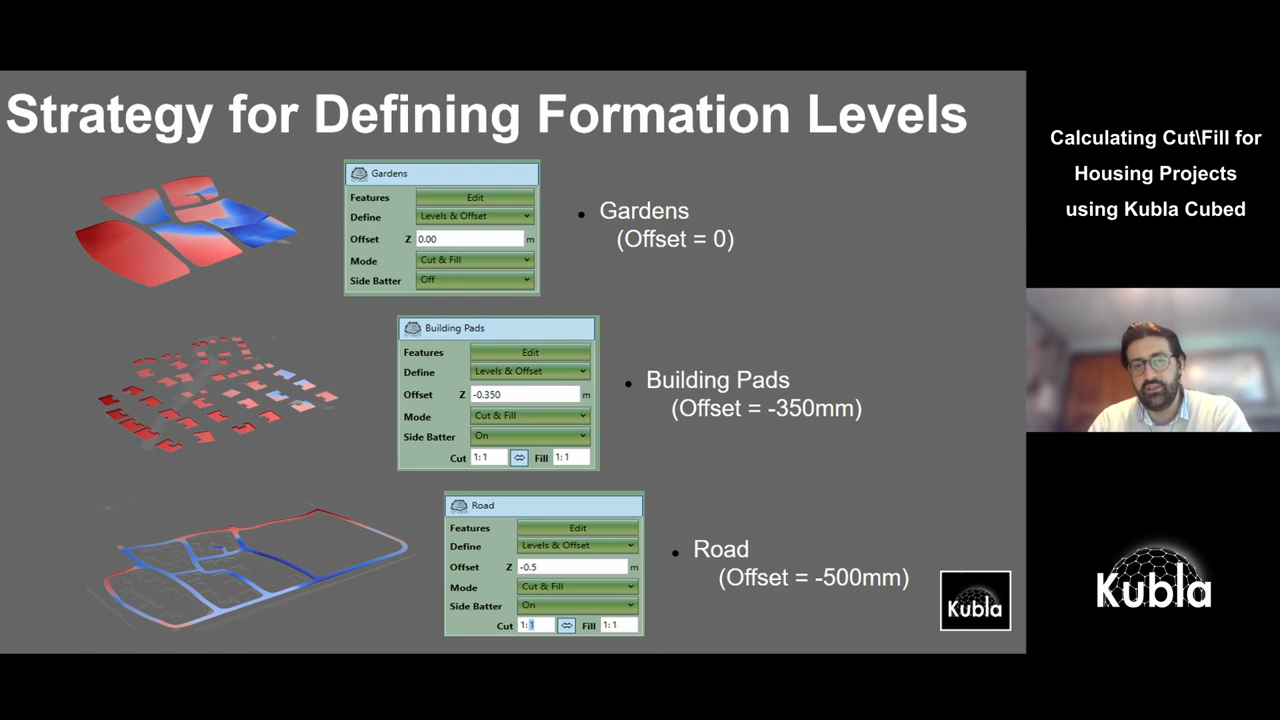 Strategy for Defining Formation Levels
Gardens
Features Edit
Define Levels & Offset
Offset Z 0.00 m
Mode Cut & Fill
Side Batter Off
• Gardens
(Offset = 0)
Building Pads
Features Edit
Define Levels & Offset
Offset Z -0.350 m
Mode Cut & Fill
Side Batter On
Cut 1:1 Fill 1:1
• Building Pads
(Offset = -350mm)
Road
Features Edit
Define Levels & Offset
Offset Z -0.5 m
Mode Cut & Fill
Side Batter On
Cut 1:1 Fill 1:1
• Road
(Offset = -500mm)
Kubla
Calculating Cut\Fill for
Housing Projects
using Kubla Cubed
Kubla